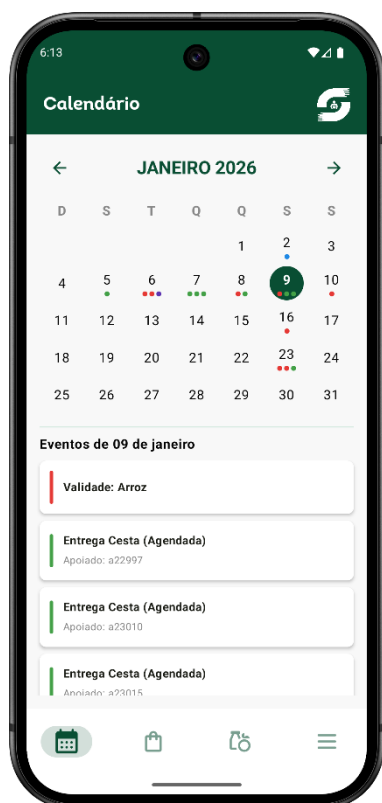 6:13
Calendário
JANEIRO 2026
D S T Q Q S S
1 2 3
4 5 6 7 8 9 10
11 12 13 14 15 16 17
18 19 20 21 22 23 24
25 26 27 28 29 30 31
Eventos de 09 de janeiro
Validade: Arroz
Entrega Cesta (Agendada)
Apoiado: a22997
Entrega Cesta (Agendada)
Apoiado: a23010
Entrega Cesta (Agendada)
Apoiado: a23015